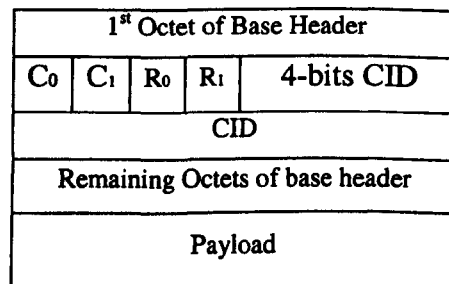 1st Octet of Base Header
C0 C1 R0 R1 4-bits CID
CID
Remaining Octets of base header
Payload